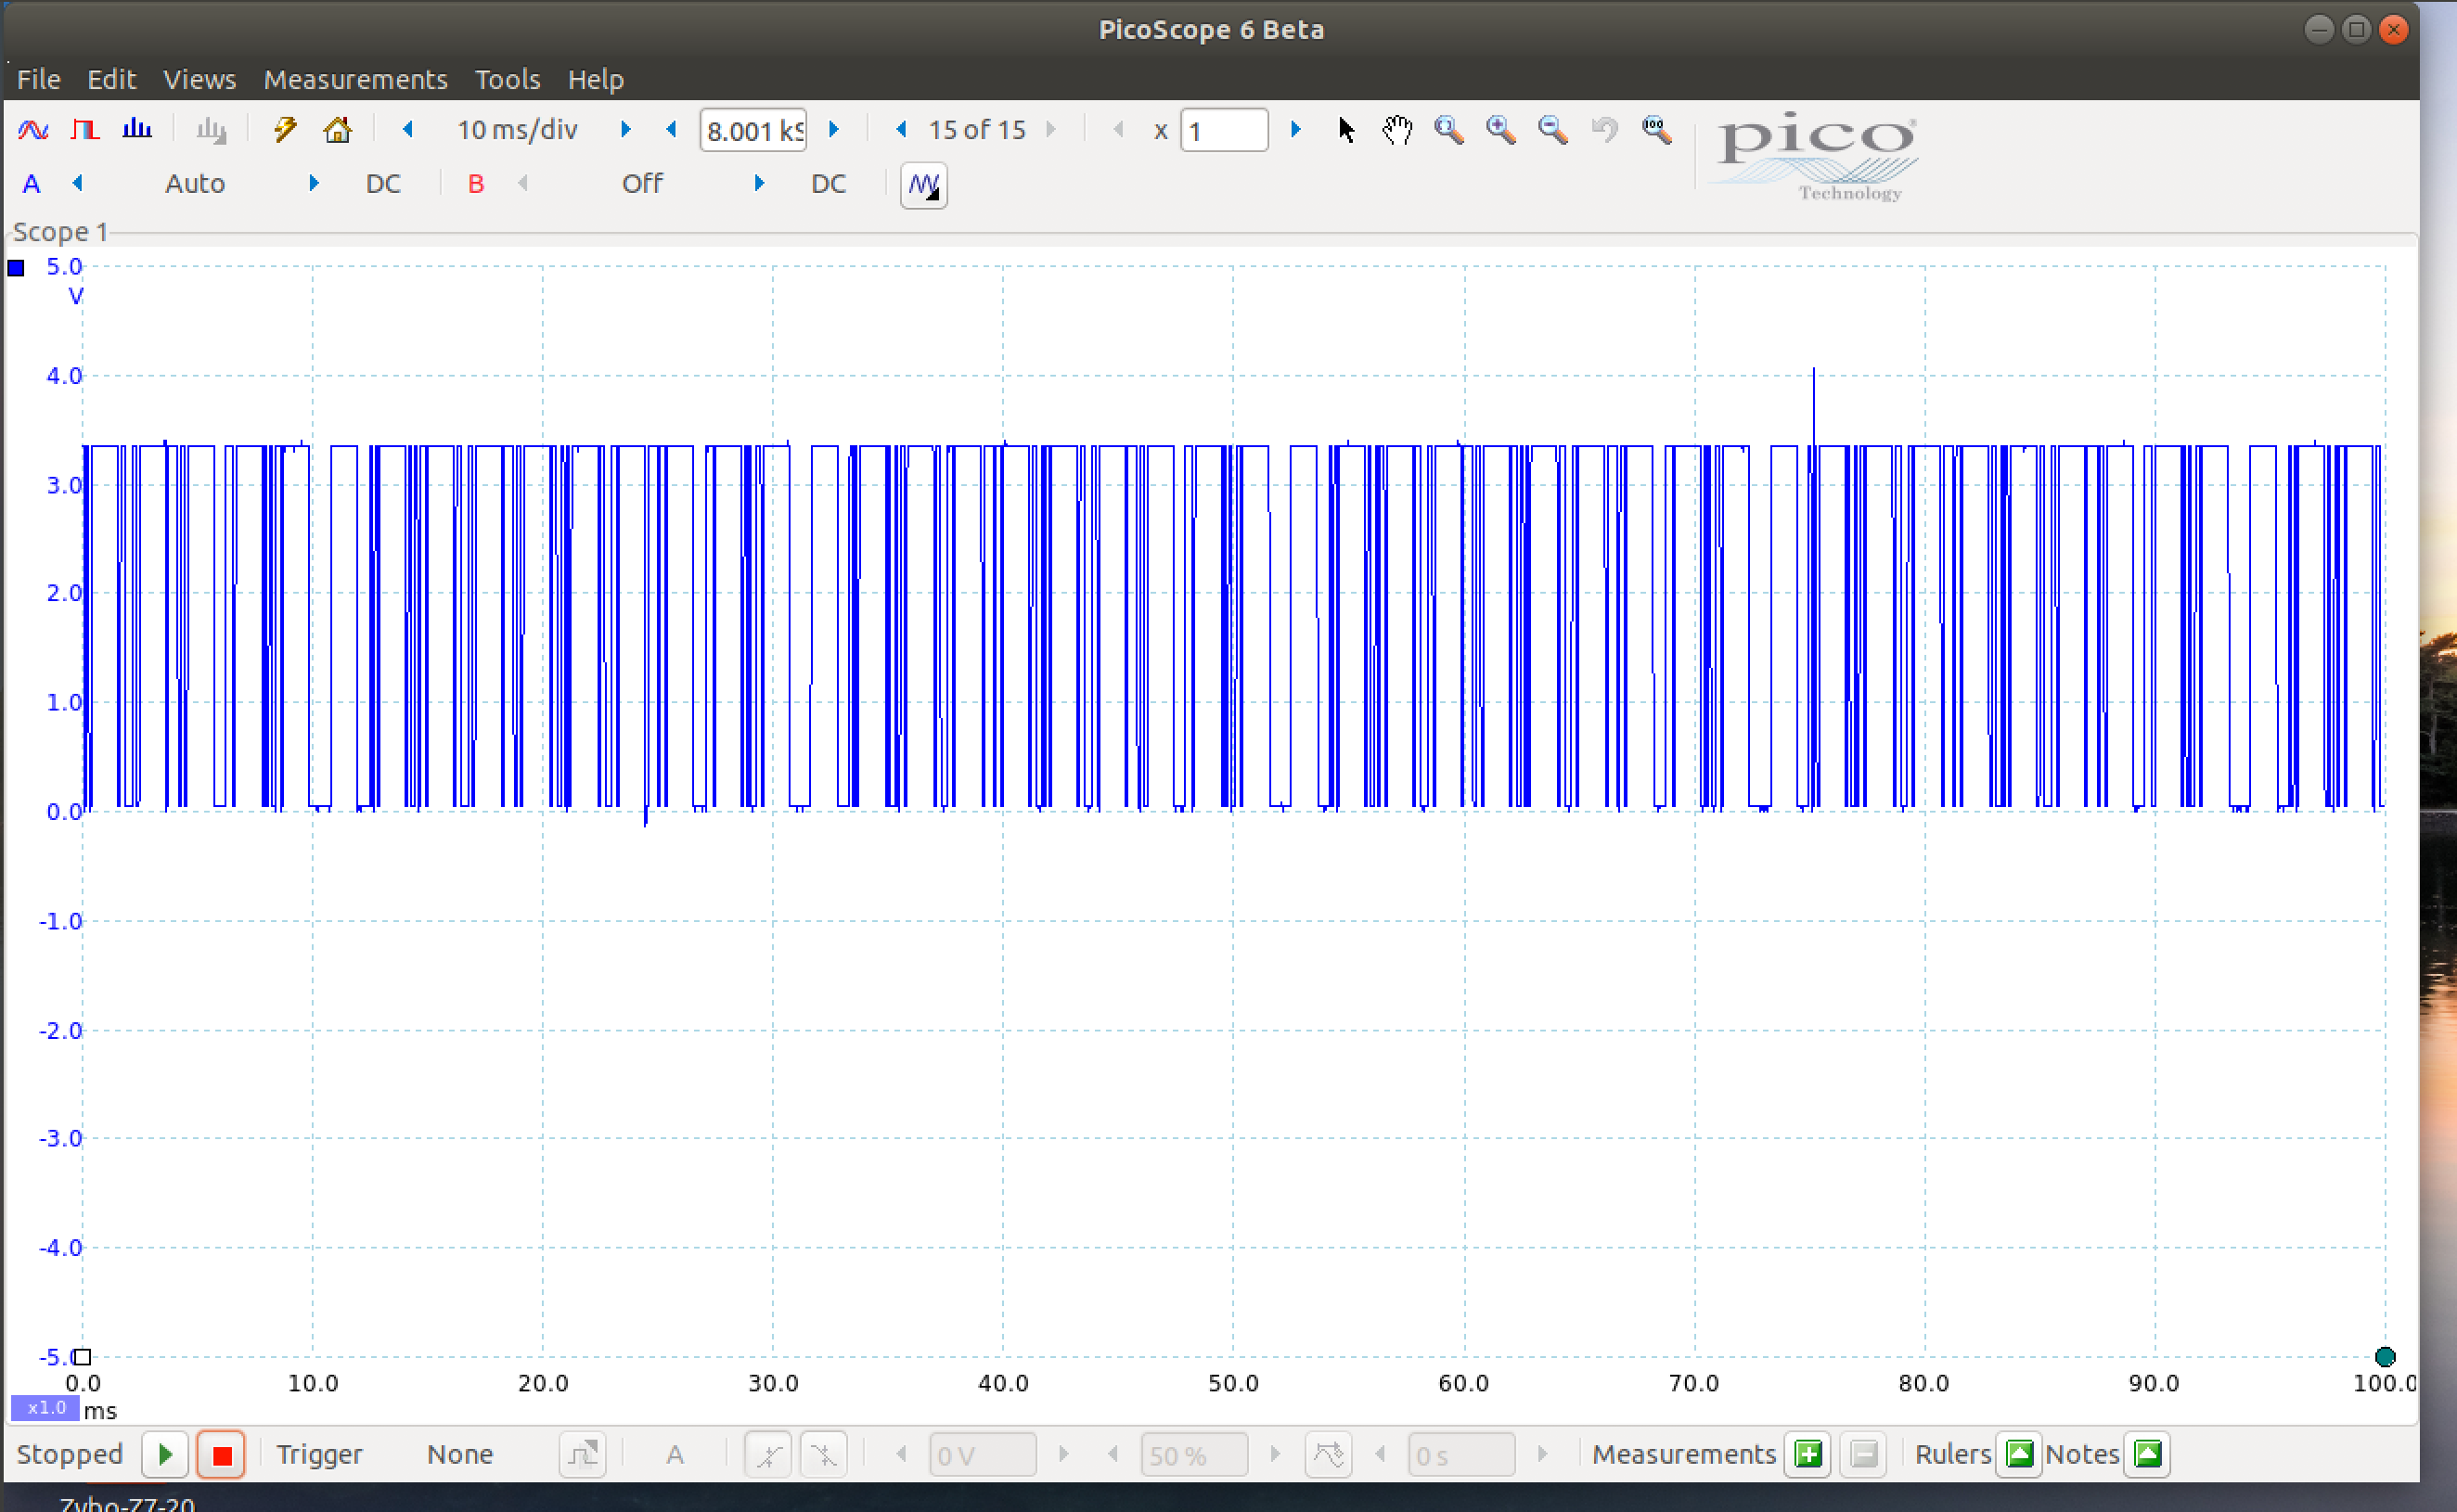 PicoScope 6 Beta
File Edit Views Measurements Tools Help
10 ms/div 8.001 kS 15 of 15 x 1
pico
Technology
A Auto DC B Off DC
Scope 1
5.0
V
4.0
3.0
2.0
1.0
0.0
-1.0
-2.0
-3.0
-4.0
-5.0
0.0 10.0 20.0 30.0 40.0 50.0 60.0 70.0 80.0 90.0 100.0
x1.0 ms
Stopped Trigger None A 0 V 50 % 0 s Measurements Rulers Notes
Zybo-Z7-20